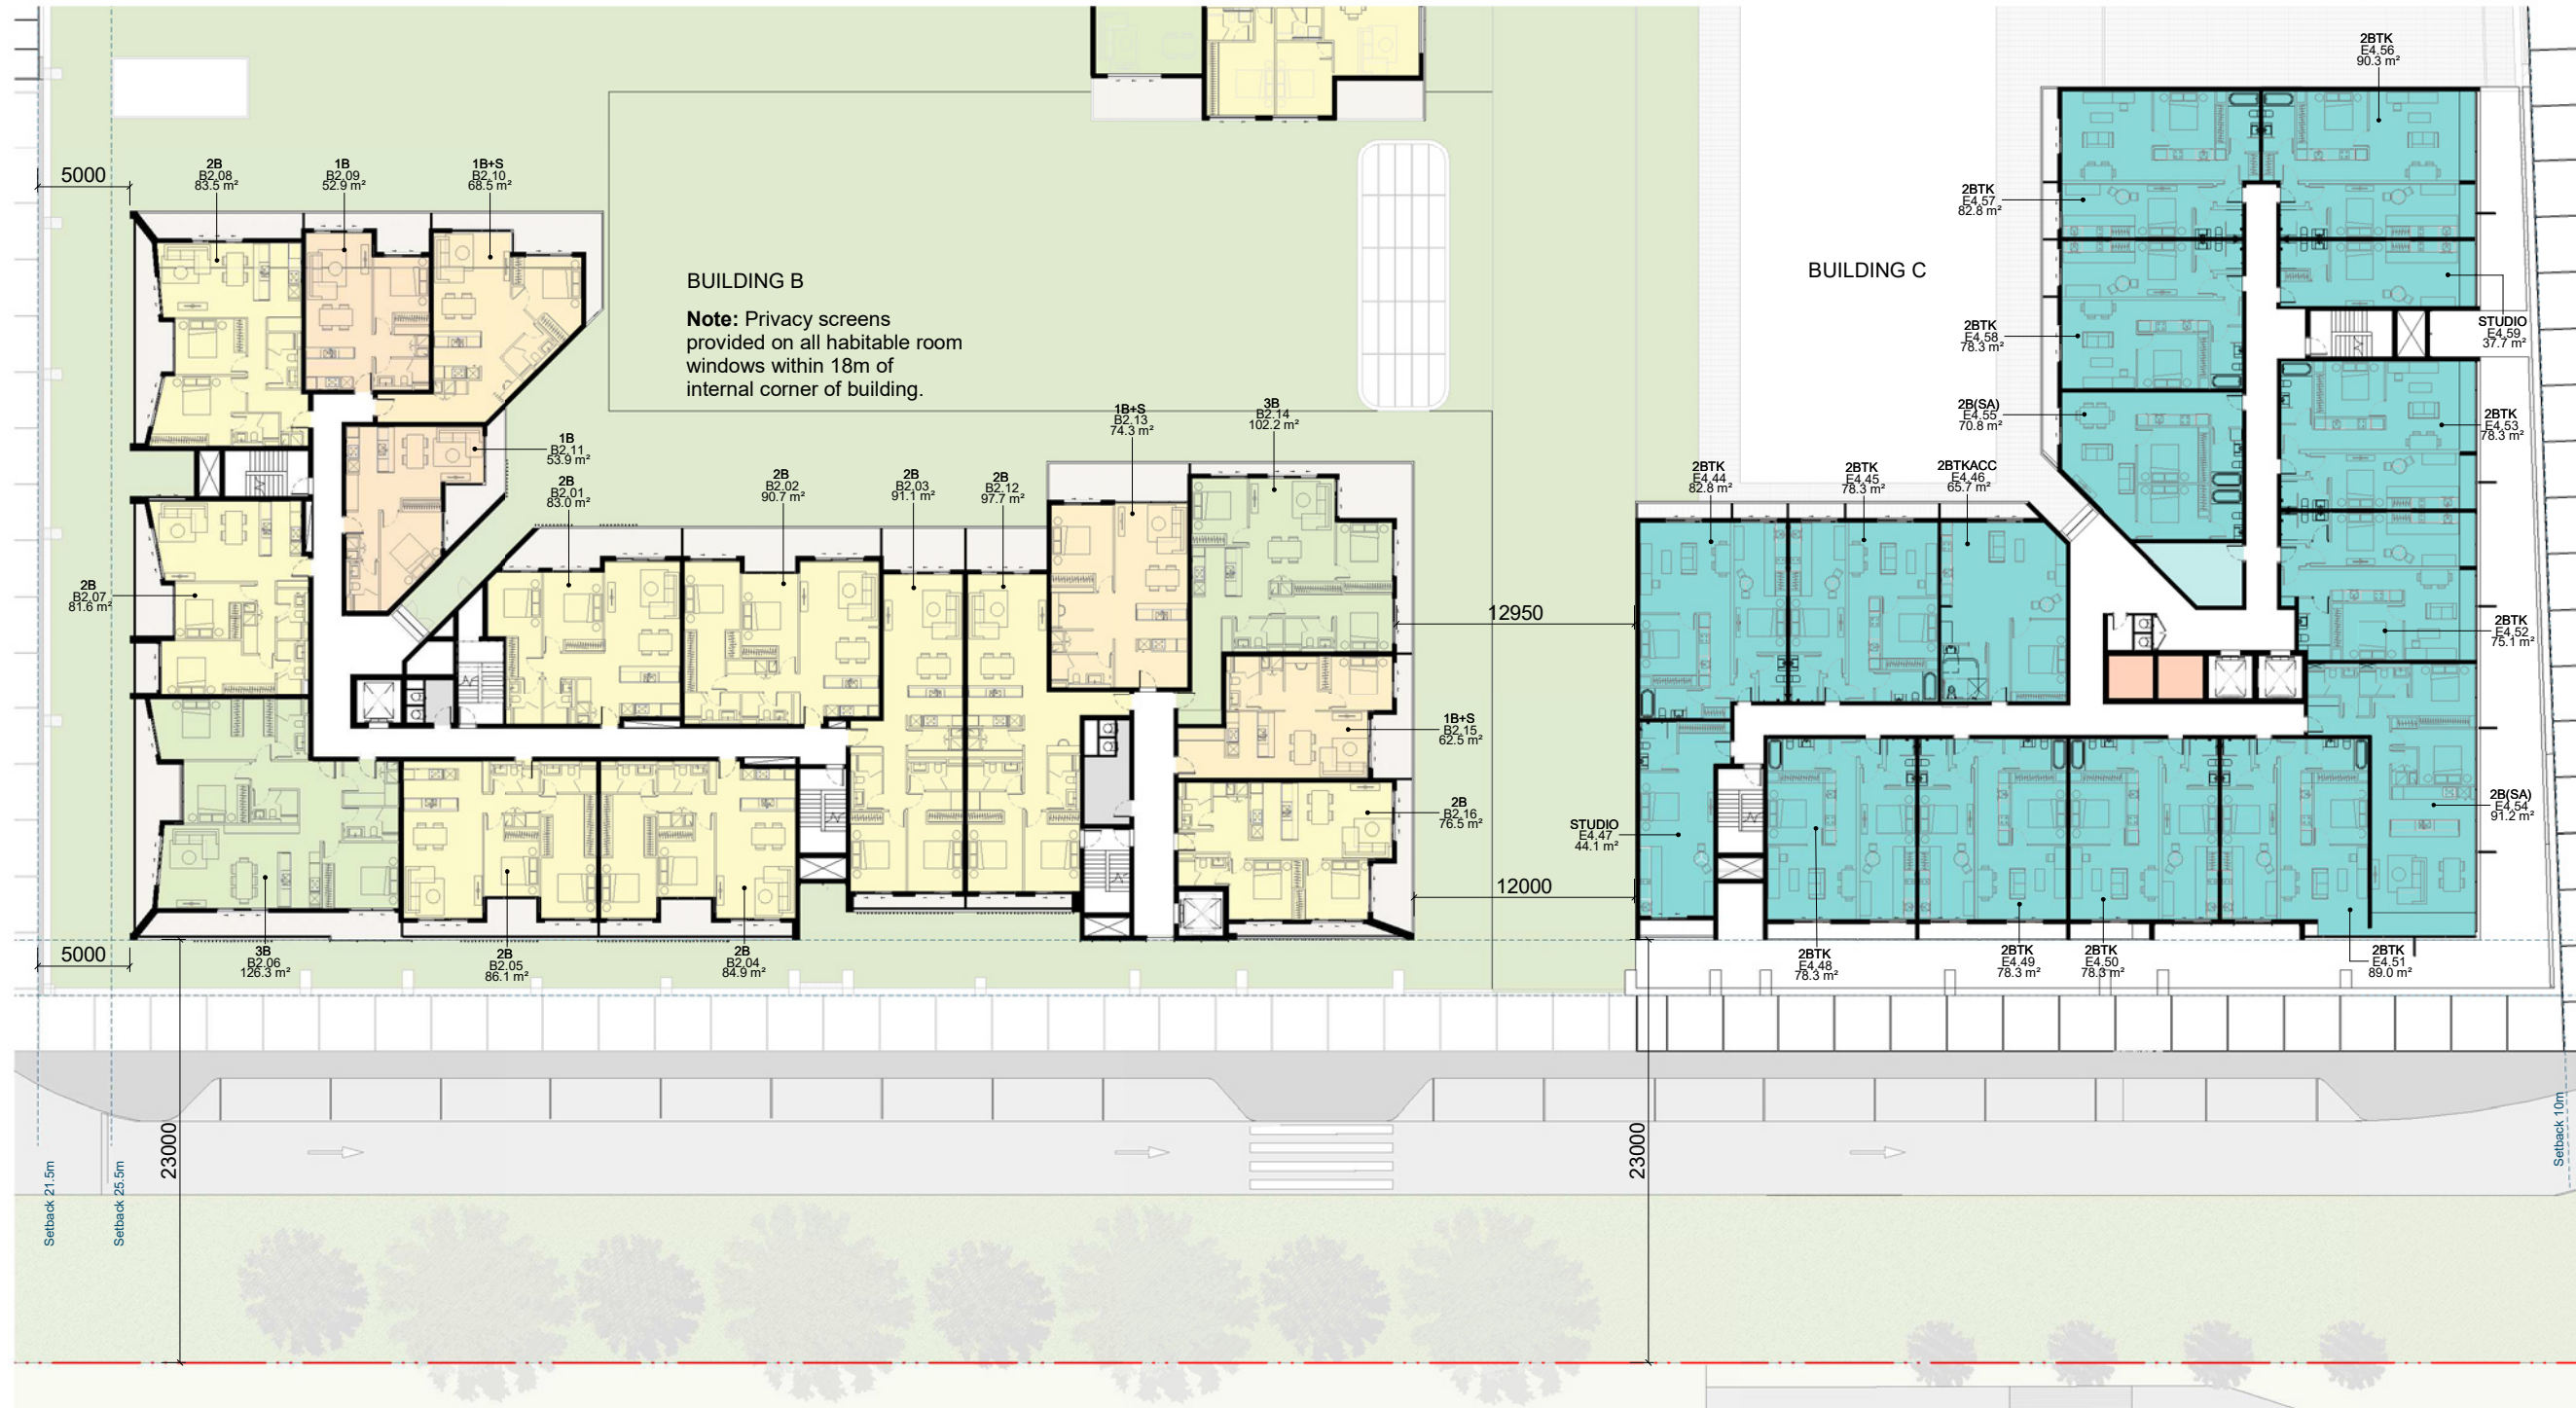 2BTK
E4.56
90.3 m²
5000
2B
B2.08
83.5 m²
1B
B2.09
52.9 m²
1B+S
B2.10
68.5 m²
2BTK
E4.57
82.8 m²
BUILDING B
BUILDING C
Note: Privacy screens
provided on all habitable room
windows within 18m of
internal corner of building.
2BTK
E4.58
78.3 m²
STUDIO
E4.59
37.7 m²
2B(SA)
E4.55
70.8 m²
1B+S
B2.13
74.3 m²
3B
B2.14
102.2 m²
2BTK
E4.53
78.3 m²
1B
B2.11
53.9 m²
2B
B2.01
83.0 m²
2B
B2.02
90.7 m²
2B
B2.03
91.1 m²
2B
B2.12
97.7 m²
2BTK
E4.44
82.8 m²
2BTK
E4.45
78.3 m²
2BTKACC
E4.46
65.7 m²
2B
B2.07
81.6 m²
12950
2BTK
E4.52
75.1 m²
1B+S
B2.15
62.5 m²
2B
B2.16
76.5 m²
2B(SA)
E4.54
91.2 m²
STUDIO
E4.47
44.1 m²
12000
5000
3B
B2.06
126.3 m²
2B
B2.05
86.1 m²
2B
B2.04
84.9 m²
2BTK
E4.48
78.3 m²
2BTK
E4.49
78.3 m²
2BTK
E4.50
78.3 m²
2BTK
E4.51
89.0 m²
23000
23000
Setback 21.5m
Setback 25.5m
Setback 10m